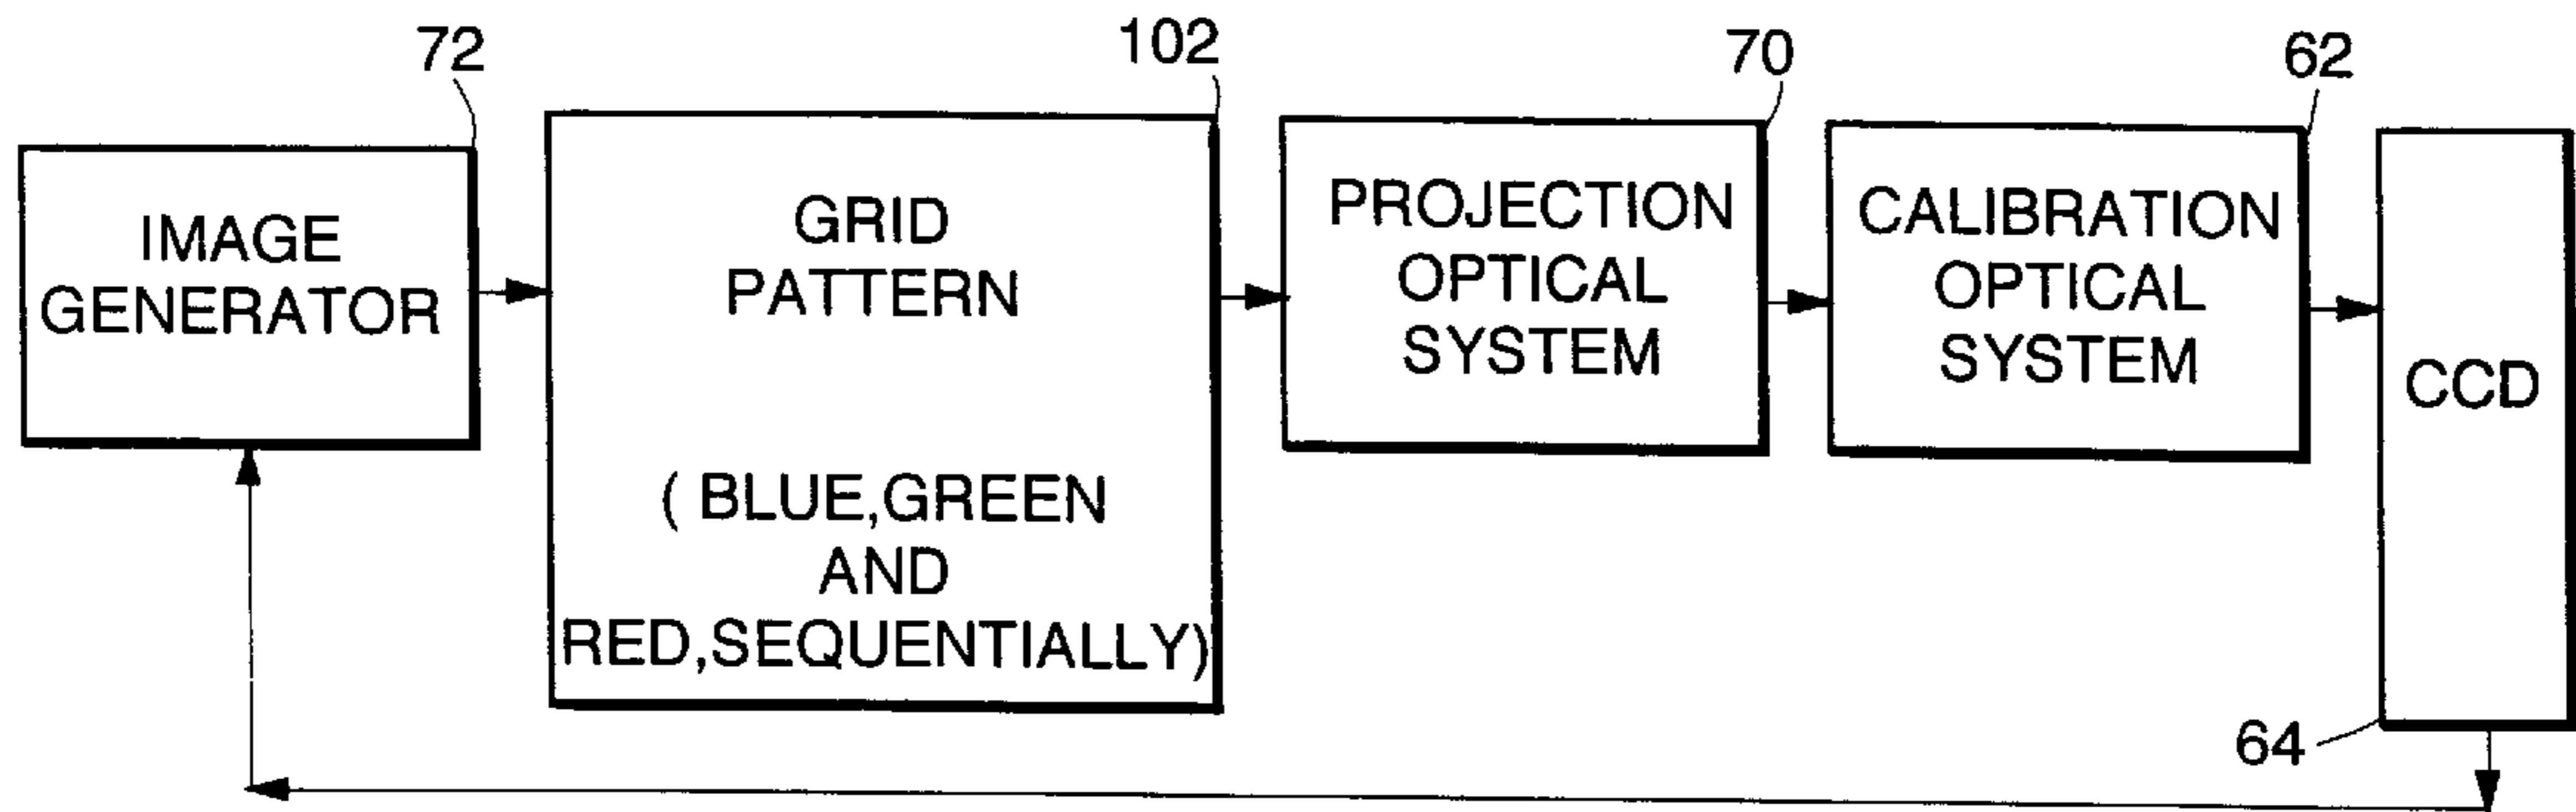 72
102
70
62
IMAGE
GENERATOR
GRID
PATTERN
( BLUE,GREEN
AND
RED,SEQUENTIALLY)
PROJECTION
OPTICAL
SYSTEM
CALIBRATION
OPTICAL
SYSTEM
CCD
64